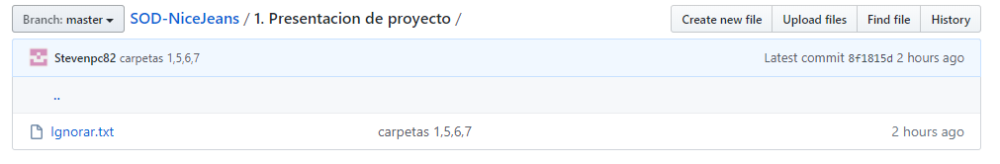 Branch: master SOD-NiceJeans / 1. Presentacion de proyecto / Create new file Upload files Find file History
Stevenpc82 carpetas 1,5,6,7 Latest commit 8f1815d 2 hours ago
..
Ignorar.txt carpetas 1,5,6,7 2 hours ago